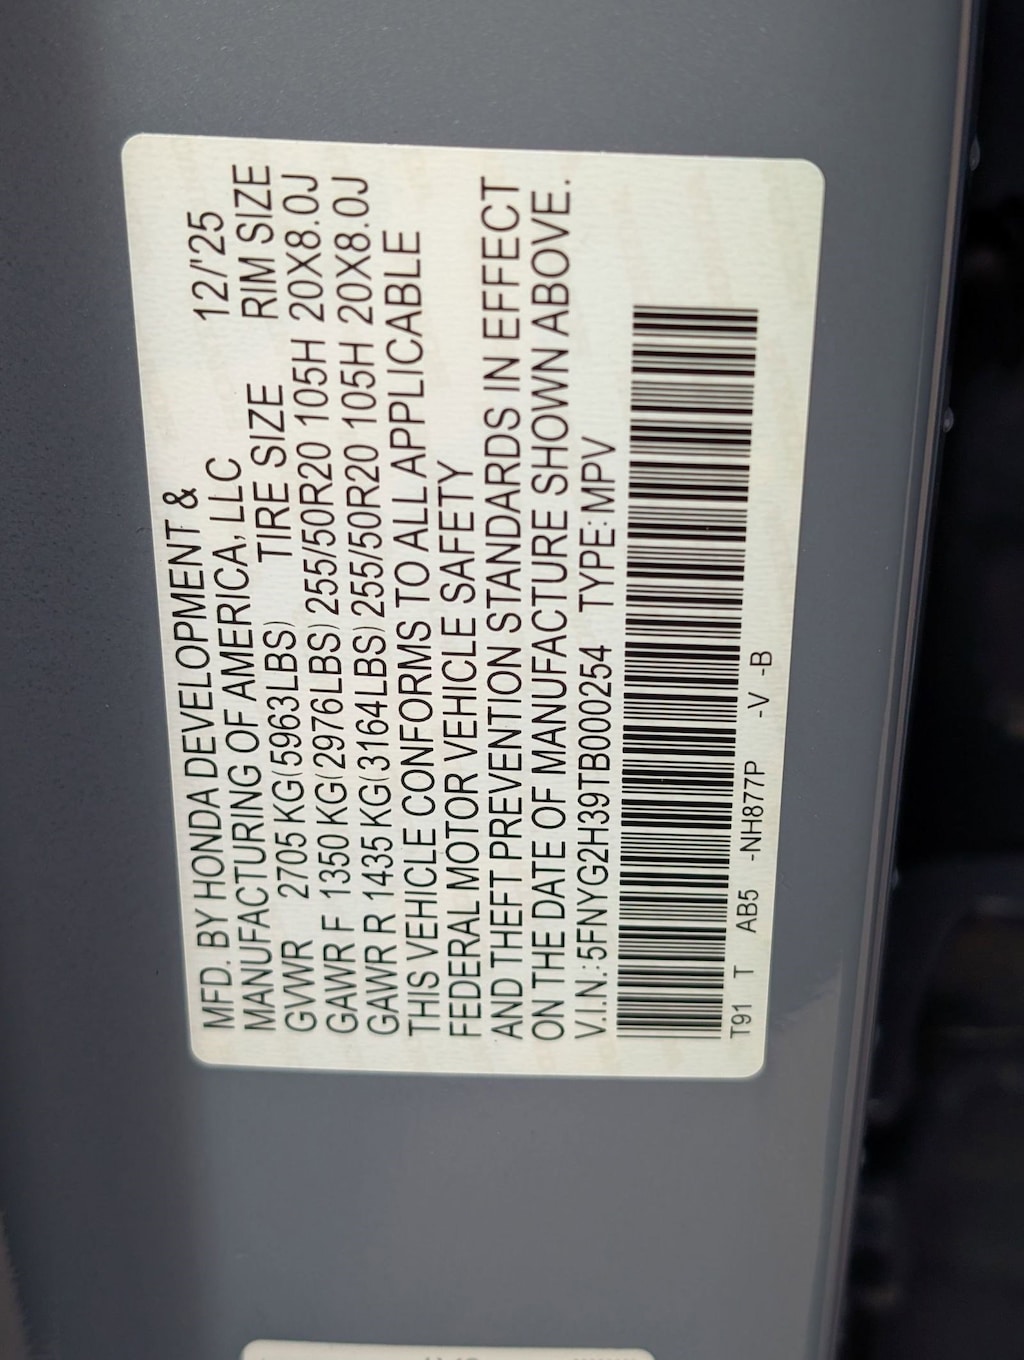 MFD. BY HONDA DEVELOPMENT &
MANUFACTURING OF AMERICA, LLC 12/'25
GVWR 2705 KG(5963LBS) TIRE SIZE RIM SIZE
GAWR F 1350 KG(2976LBS) 255/50R20 105H 20X8.0J
GAWR R 1435 KG(3164LBS) 255/50R20 105H 20X8.0J
THIS VEHICLE CONFORMS TO ALL APPLICABLE
FEDERAL MOTOR VEHICLE SAFETY
AND THEFT PREVENTION STANDARDS IN EFFECT
ON THE DATE OF MANUFACTURE SHOWN ABOVE.
V.I.N.:5FNYG2H39TB000254 TYPE:MPV
T91 T AB5 -NH877P -V -B